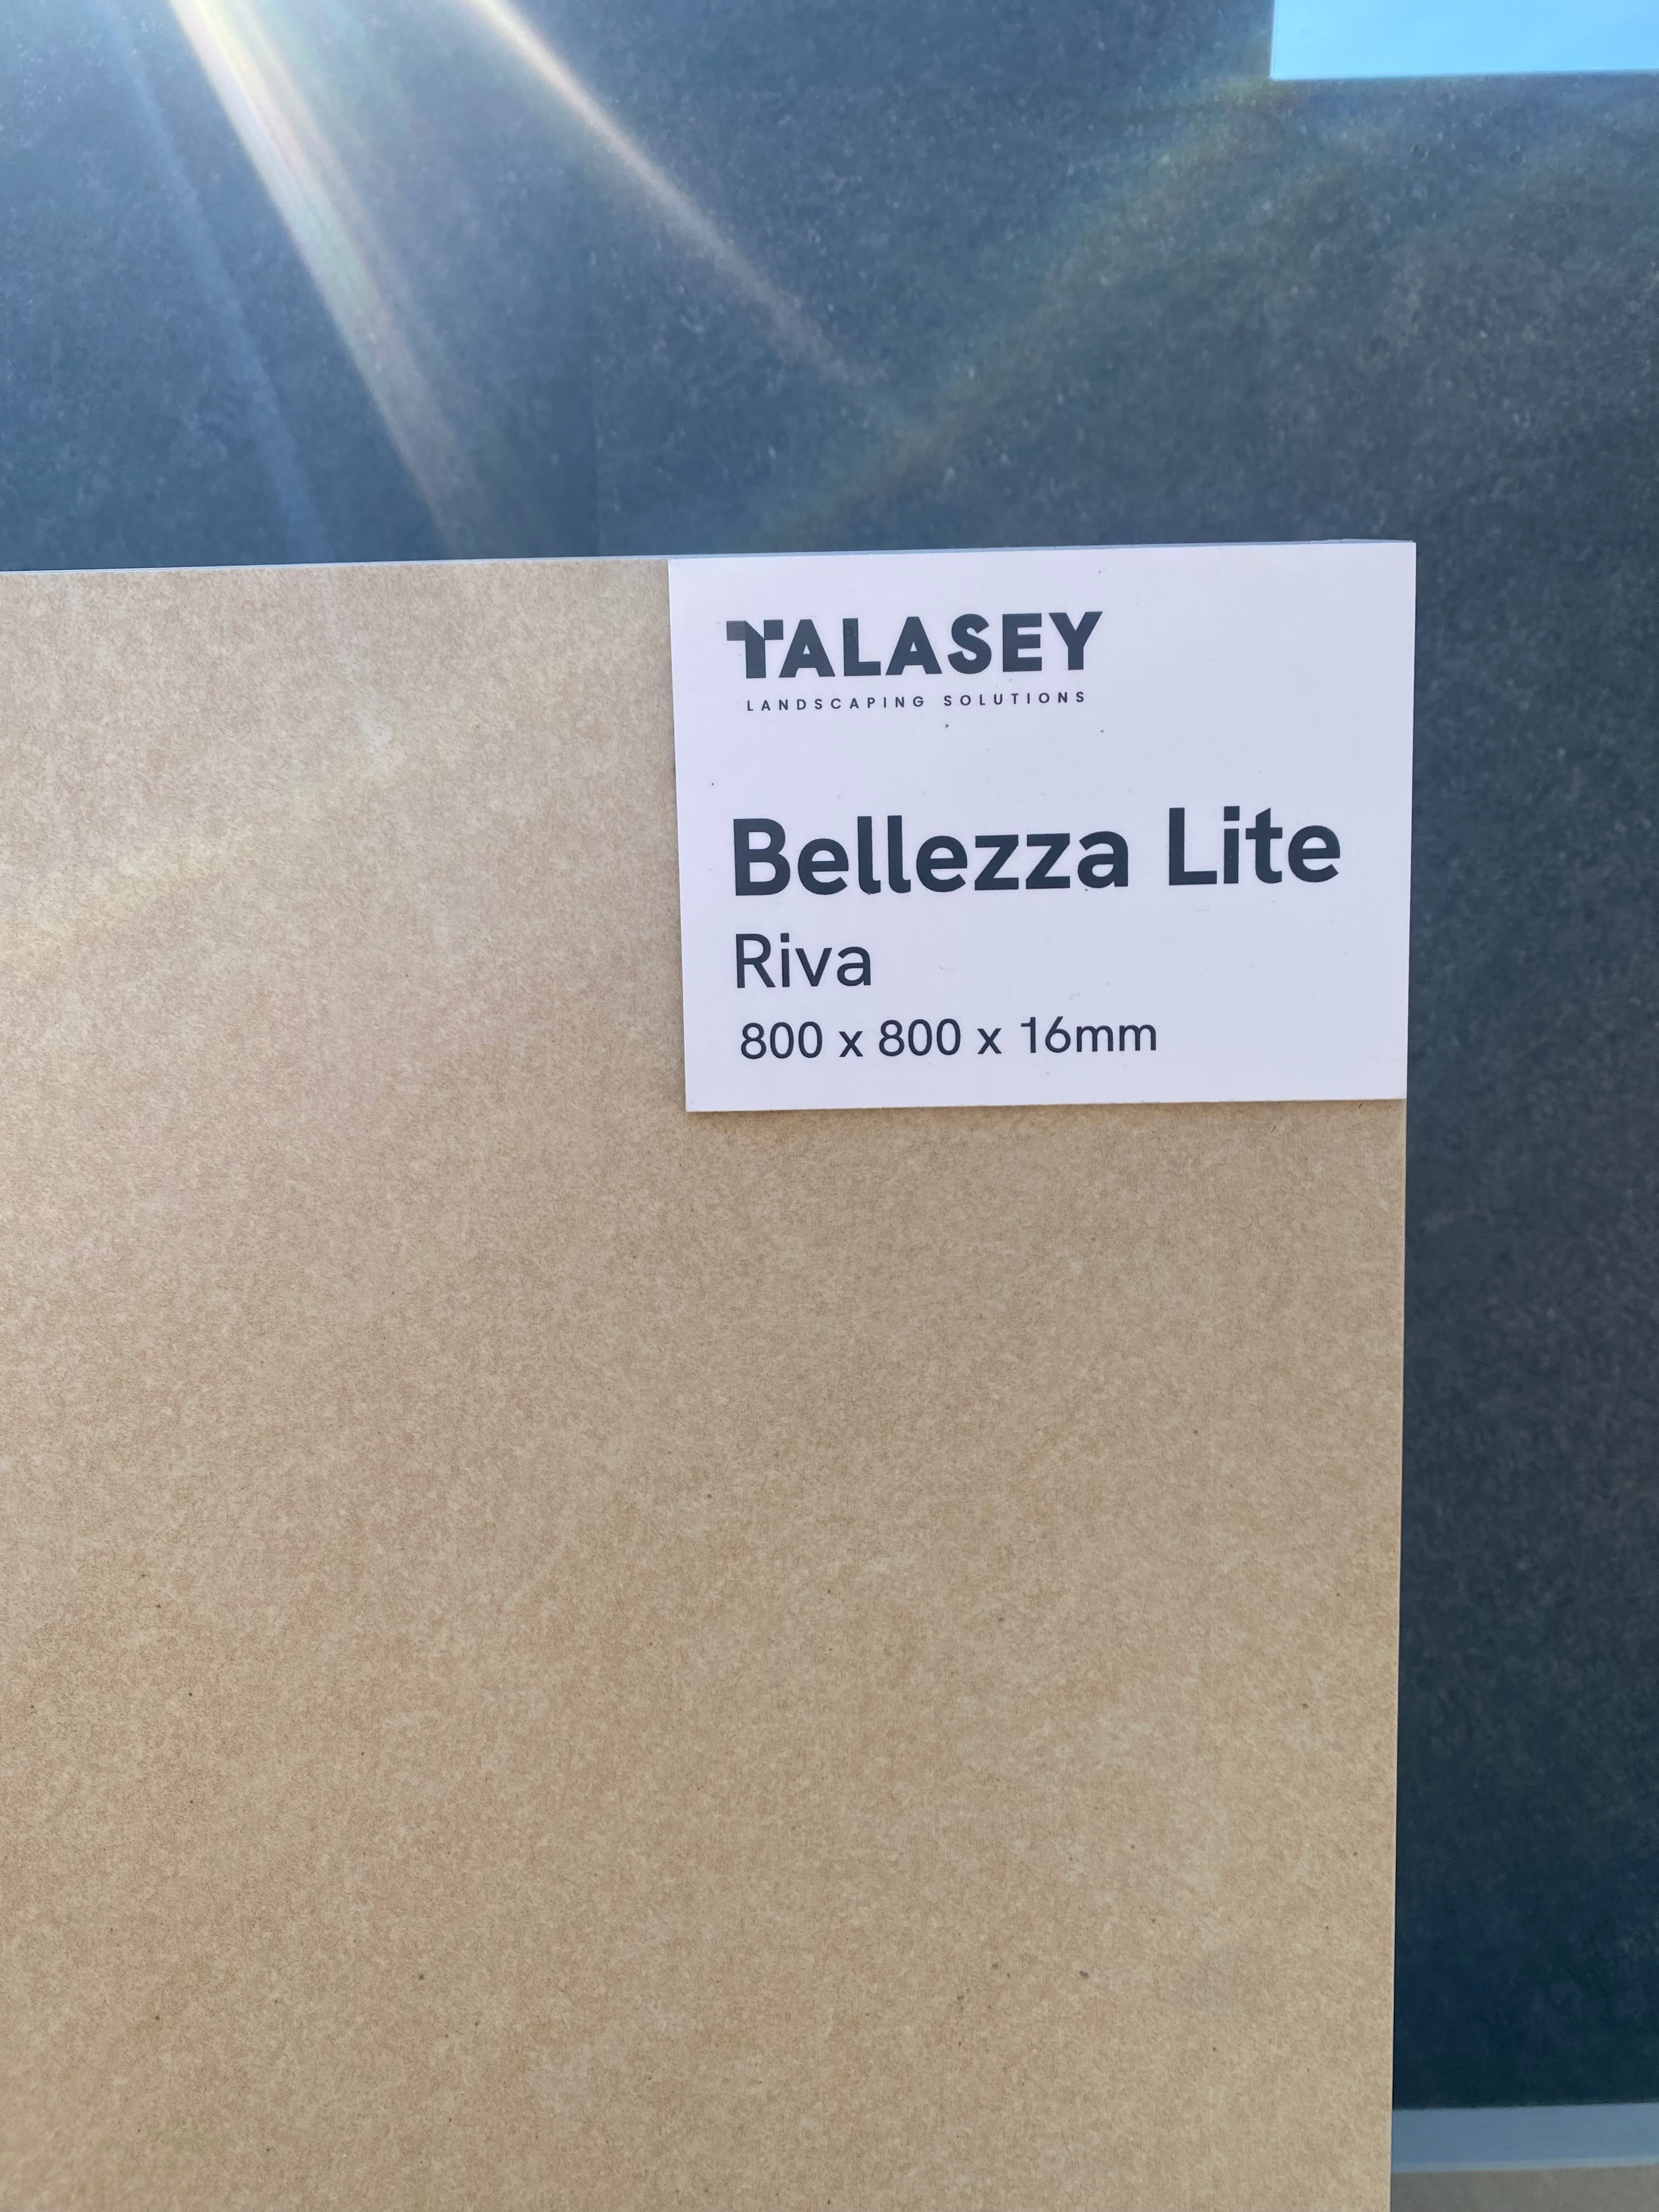 TALASEY
LANDSCAPING SOLUTIONS
Bellezza Lite
Riva
800 x 800 x 16mm